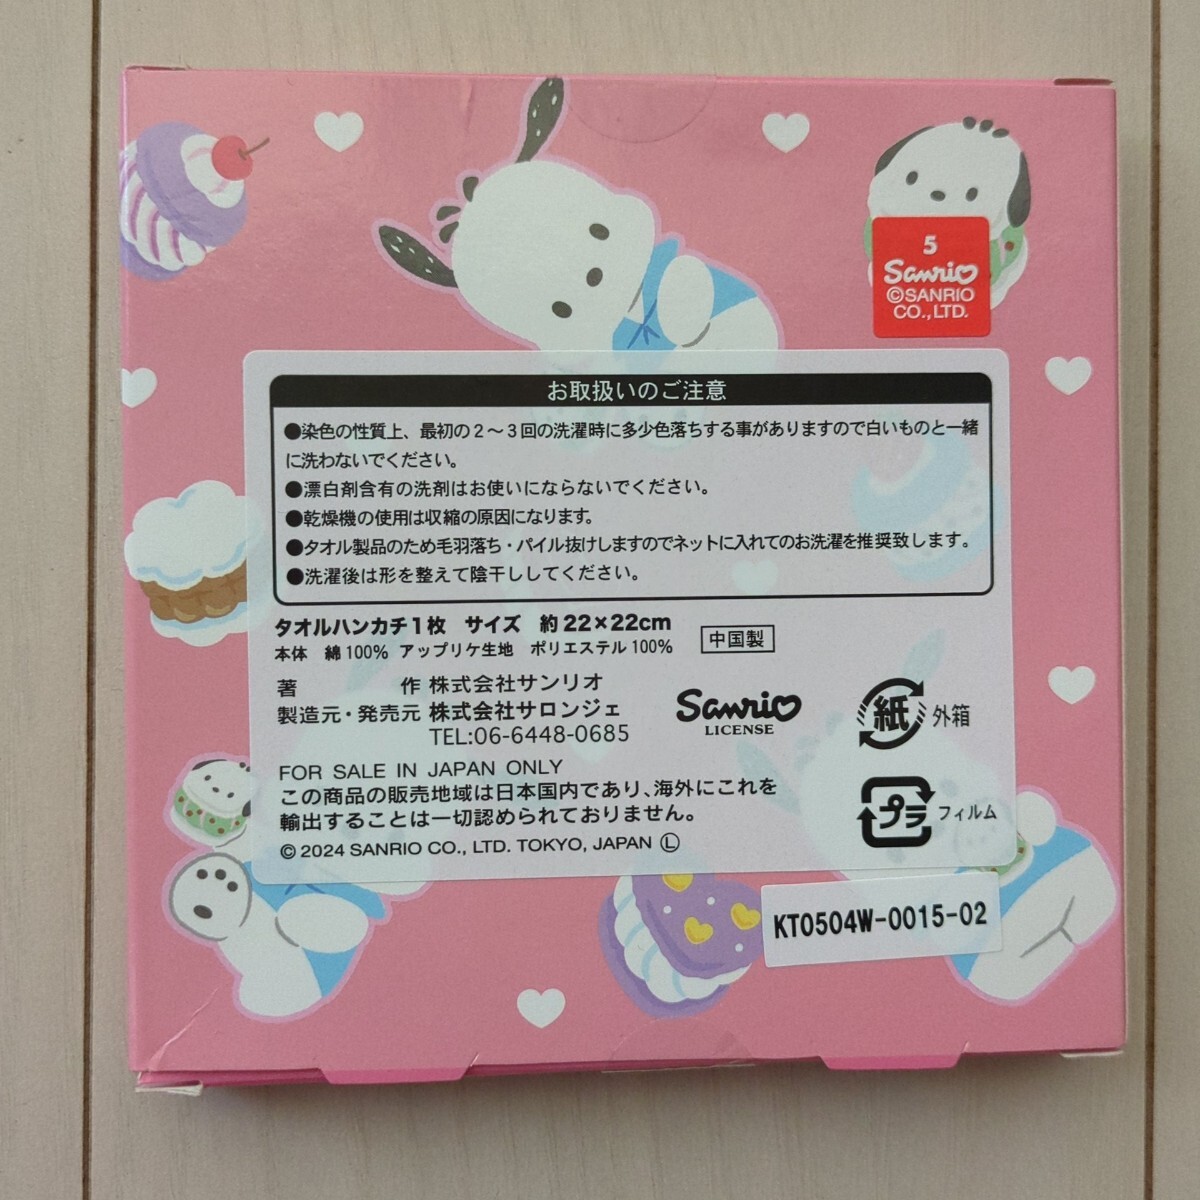 5
Sanrio
©SANRIO
CO.,LTD.
お取扱いのご注意
●染色の性質上、最初の2～3回の洗濯時に多少色落ちする事がありますので白いものと一緒
に洗わないでください。
●漂白剤含有の洗剤はお使いにならないでください。
●乾燥機の使用は収縮の原因になります。
●タオル製品のため毛羽落ち・パイル抜けしますのでネットに入れてのお洗濯を推奨致します。
●洗濯後は形を整えて陰干ししてください。
タオルハンカチ1枚　サイズ　約22×22cm
本体　綿100%　アップリケ生地　ポリエステル100%
中国製
著　作 株式会社サンリオ
製造元・発売元 株式会社サロンジェ
TEL:06-6448-0685
Sanrio
LICENSE
紙 外箱
プラ フィルム
FOR SALE IN JAPAN ONLY
この商品の販売地域は日本国内であり、海外にこれを
輸出することは一切認められておりません。
© 2024 SANRIO CO., LTD. TOKYO, JAPAN Ⓛ
KT0504W-0015-02